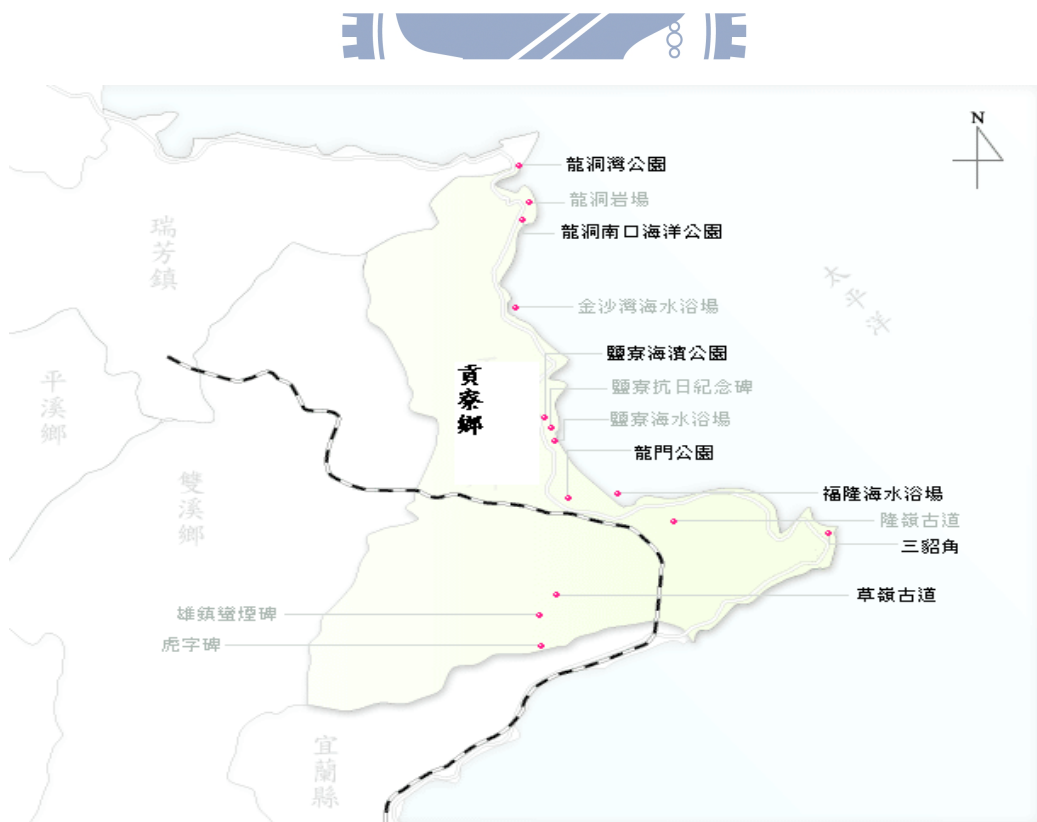 N
龍洞灣公園
龍洞岩場
龍洞南口海洋公園
瑞芳鎮
太平洋
金沙灣海水浴場
鹽寮海濱公園
貢寮鄉
平溪鄉
鹽寮抗日紀念碑
鹽寮海水浴場
龍門公園
雙溪鄉
福隆海水浴場
隆嶺古道
三貂角
草嶺古道
雄鎮蠻煙碑
虎字碑
宜蘭縣